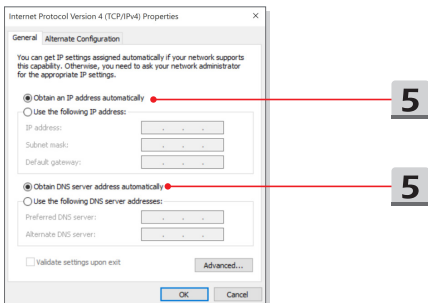 Internet Protocol Version 4 (TCP/IPv4) Properties
General Alternate Configuration
You can get IP settings assigned automatically if your network supports
this capability. Otherwise, you need to ask your network administrator
for the appropriate IP settings.
Obtain an IP address automatically
5
Use the following IP address:
IP address:
Subnet mask:
Default gateway:
Obtain DNS server address automatically
5
Use the following DNS server addresses:
Preferred DNS server:
Alternate DNS server:
Validate settings upon exit
Advanced...
OK Cancel